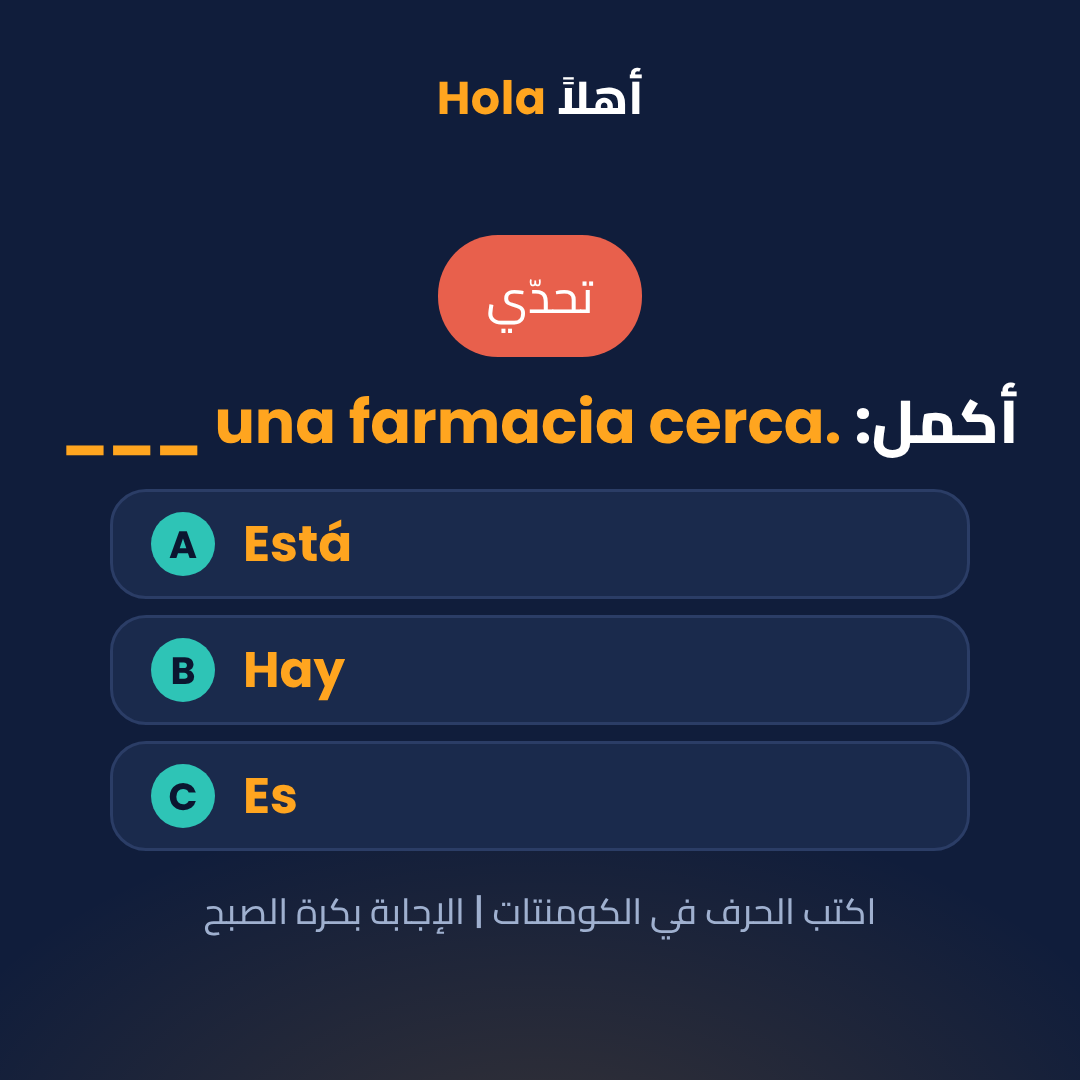 أهلاً Hola
تحدّي
أكمل: ___ una farmacia cerca.
A Está
B Hay
C Es
اكتب الحرف في الكومنتات | الإجابة بكرة الصبح